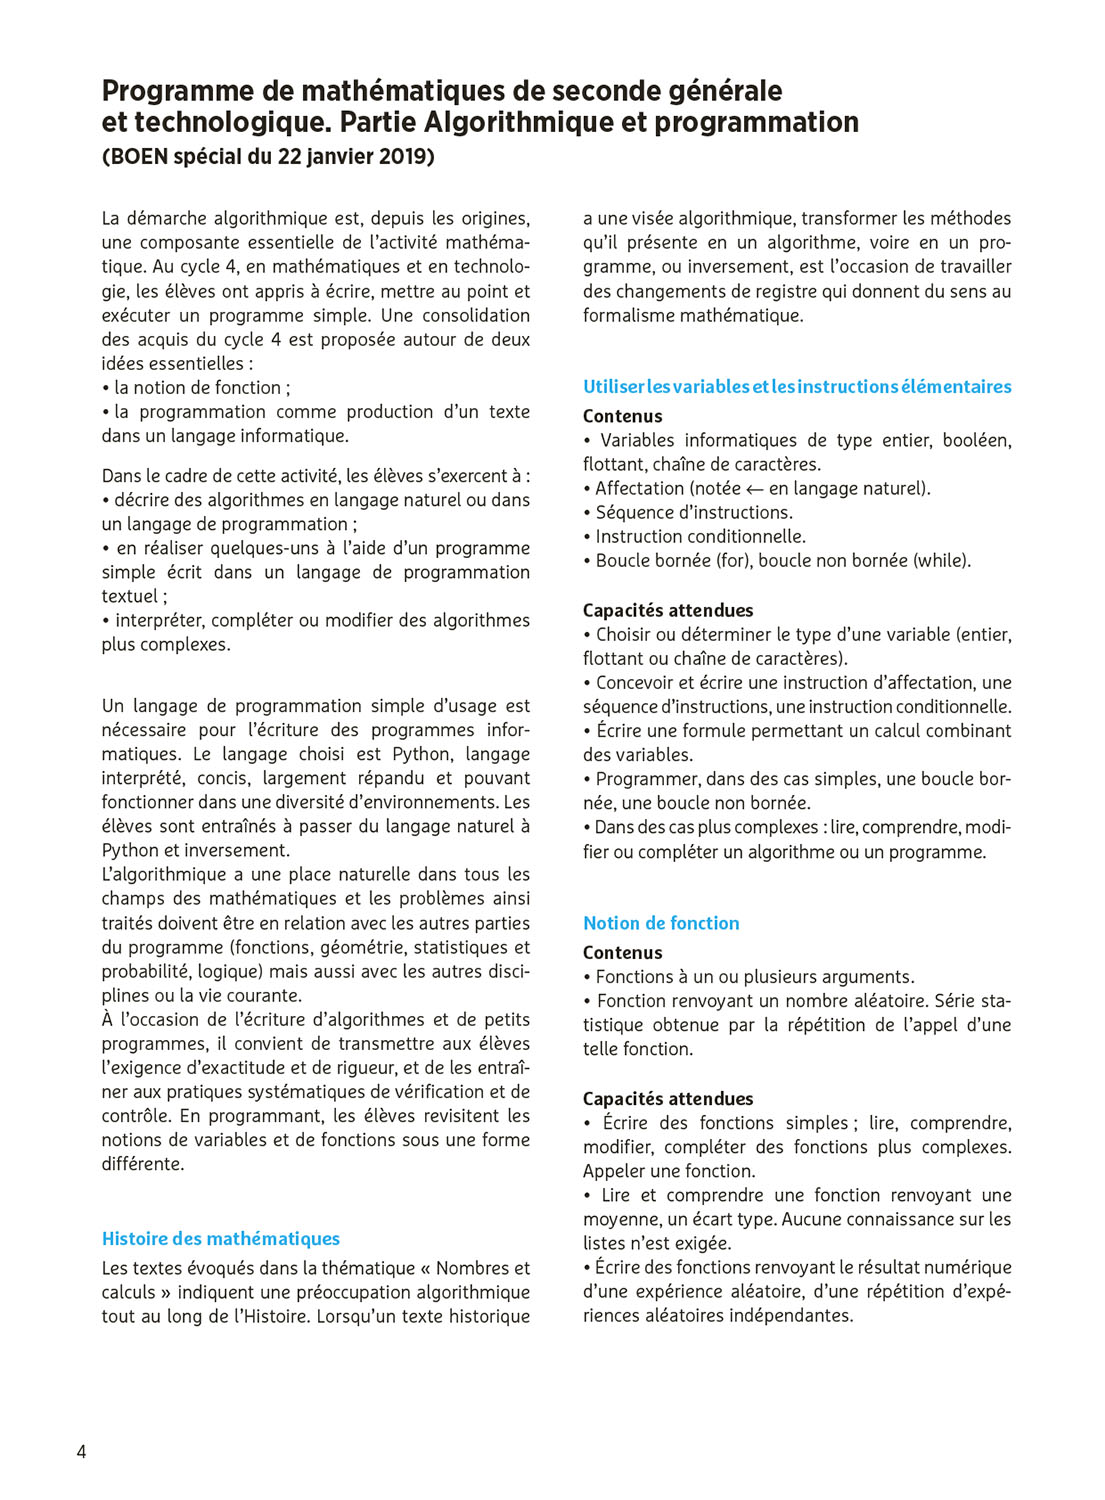 Programme de mathématiques de seconde générale
et technologique. Partie Algorithmique et programmation
(BOEN spécial du 22 janvier 2019)
La démarche algorithmique est, depuis les origines,
une composante essentielle de l’activité mathéma-
tique. Au cycle 4, en mathématiques et en technolo-
gie, les élèves ont appris à écrire, mettre au point et
exécuter un programme simple. Une consolidation
des acquis du cycle 4 est proposée autour de deux
idées essentielles :
• la notion de fonction ;
• la programmation comme production d’un texte
dans un langage informatique.
Dans le cadre de cette activité, les élèves s’exercent à :
• décrire des algorithmes en langage naturel ou dans
un langage de programmation ;
• en réaliser quelques-uns à l’aide d’un programme
simple écrit dans un langage de programmation
textuel ;
• interpréter, compléter ou modifier des algorithmes
plus complexes.
Un langage de programmation simple d’usage est
nécessaire pour l’écriture des programmes infor-
matiques. Le langage choisi est Python, langage
interprété, concis, largement répandu et pouvant
fonctionner dans une diversité d’environnements. Les
élèves sont entraînés à passer du langage naturel à
Python et inversement.
L’algorithmique a une place naturelle dans tous les
champs des mathématiques et les problèmes ainsi
traités doivent être en relation avec les autres parties
du programme (fonctions, géométrie, statistiques et
probabilité, logique) mais aussi avec les autres disci-
plines ou la vie courante.
À l’occasion de l’écriture d’algorithmes et de petits
programmes, il convient de transmettre aux élèves
l’exigence d’exactitude et de rigueur, et de les entraî-
ner aux pratiques systématiques de vérification et de
contrôle. En programmant, les élèves revisitent les
notions de variables et de fonctions sous une forme
différente.
Histoire des mathématiques
Les textes évoqués dans la thématique « Nombres et
calculs » indiquent une préoccupation algorithmique
tout au long de l’Histoire. Lorsqu’un texte historique
a une visée algorithmique, transformer les méthodes
qu’il présente en un algorithme, voire en un pro-
gramme, ou inversement, est l’occasion de travailler
des changements de registre qui donnent du sens au
formalisme mathématique.
Utiliser les variables et les instructions élémentaires
Contenus
• Variables informatiques de type entier, booléen,
flottant, chaîne de caractères.
• Affectation (notée ← en langage naturel).
• Séquence d’instructions.
• Instruction conditionnelle.
• Boucle bornée (for), boucle non bornée (while).
Capacités attendues
• Choisir ou déterminer le type d’une variable (entier,
flottant ou chaîne de caractères).
• Concevoir et écrire une instruction d’affectation, une
séquence d’instructions, une instruction conditionnelle.
• Écrire une formule permettant un calcul combinant
des variables.
• Programmer, dans des cas simples, une boucle bor-
née, une boucle non bornée.
• Dans des cas plus complexes : lire, comprendre, modi-
fier ou compléter un algorithme ou un programme.
Notion de fonction
Contenus
• Fonctions à un ou plusieurs arguments.
• Fonction renvoyant un nombre aléatoire. Série sta-
tistique obtenue par la répétition de l’appel d’une
telle fonction.
Capacités attendues
• Écrire des fonctions simples ; lire, comprendre,
modifier, compléter des fonctions plus complexes.
Appeler une fonction.
• Lire et comprendre une fonction renvoyant une
moyenne, un écart type. Aucune connaissance sur les
listes n’est exigée.
• Écrire des fonctions renvoyant le résultat numérique
d’une expérience aléatoire, d’une répétition d’expé-
riences aléatoires indépendantes.
4